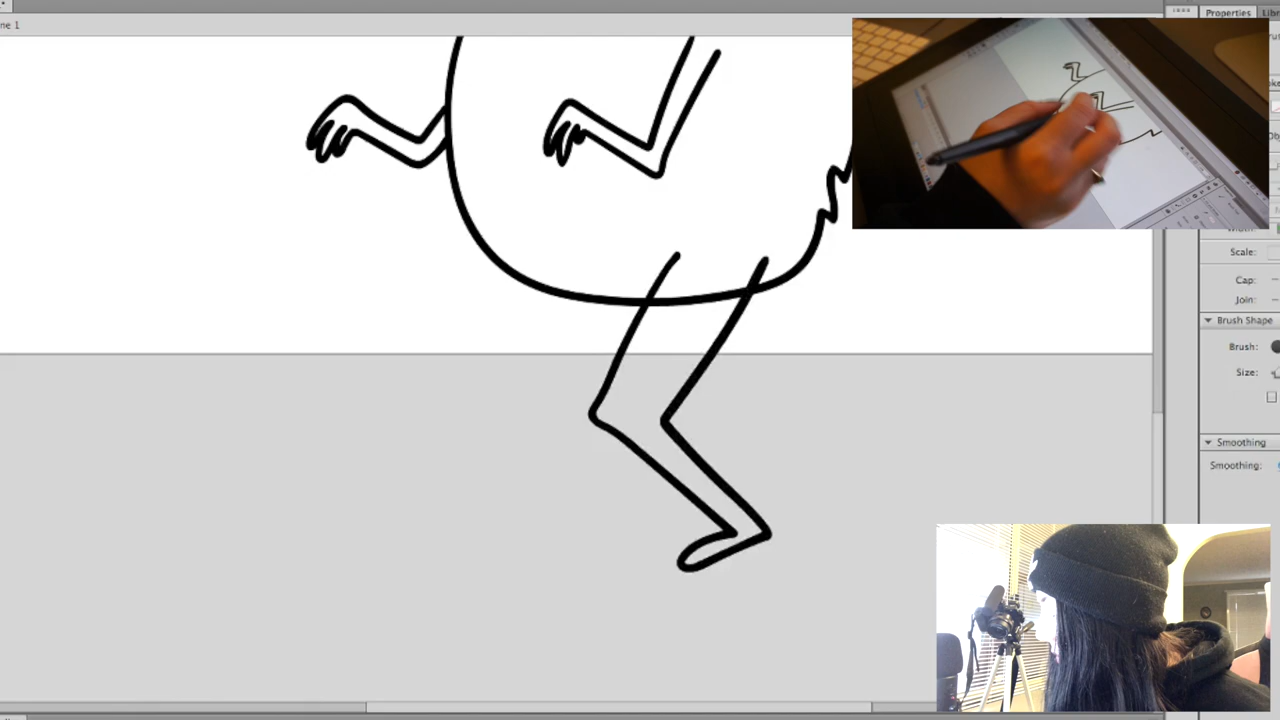 ne 1
Properties
Scale:
Cap:
Join:
Brush Shape
Brush:
Size:
Smoothing
Smoothing: